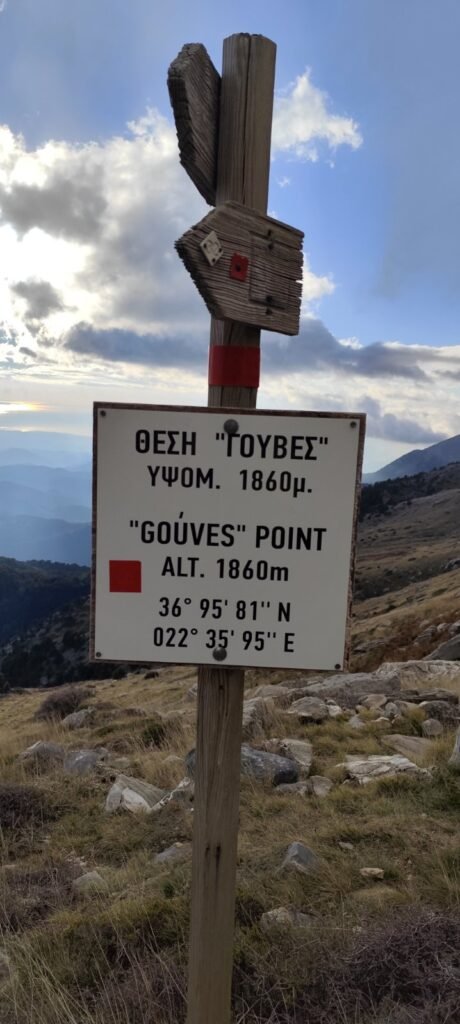 ΘΕΣΗ "ΓΟΥΒΕΣ"
ΥΨΟΜ. 1860μ.
"GOÚVES" POINT
ALT. 1860m
36° 95' 81'' N
022° 35' 95'' E